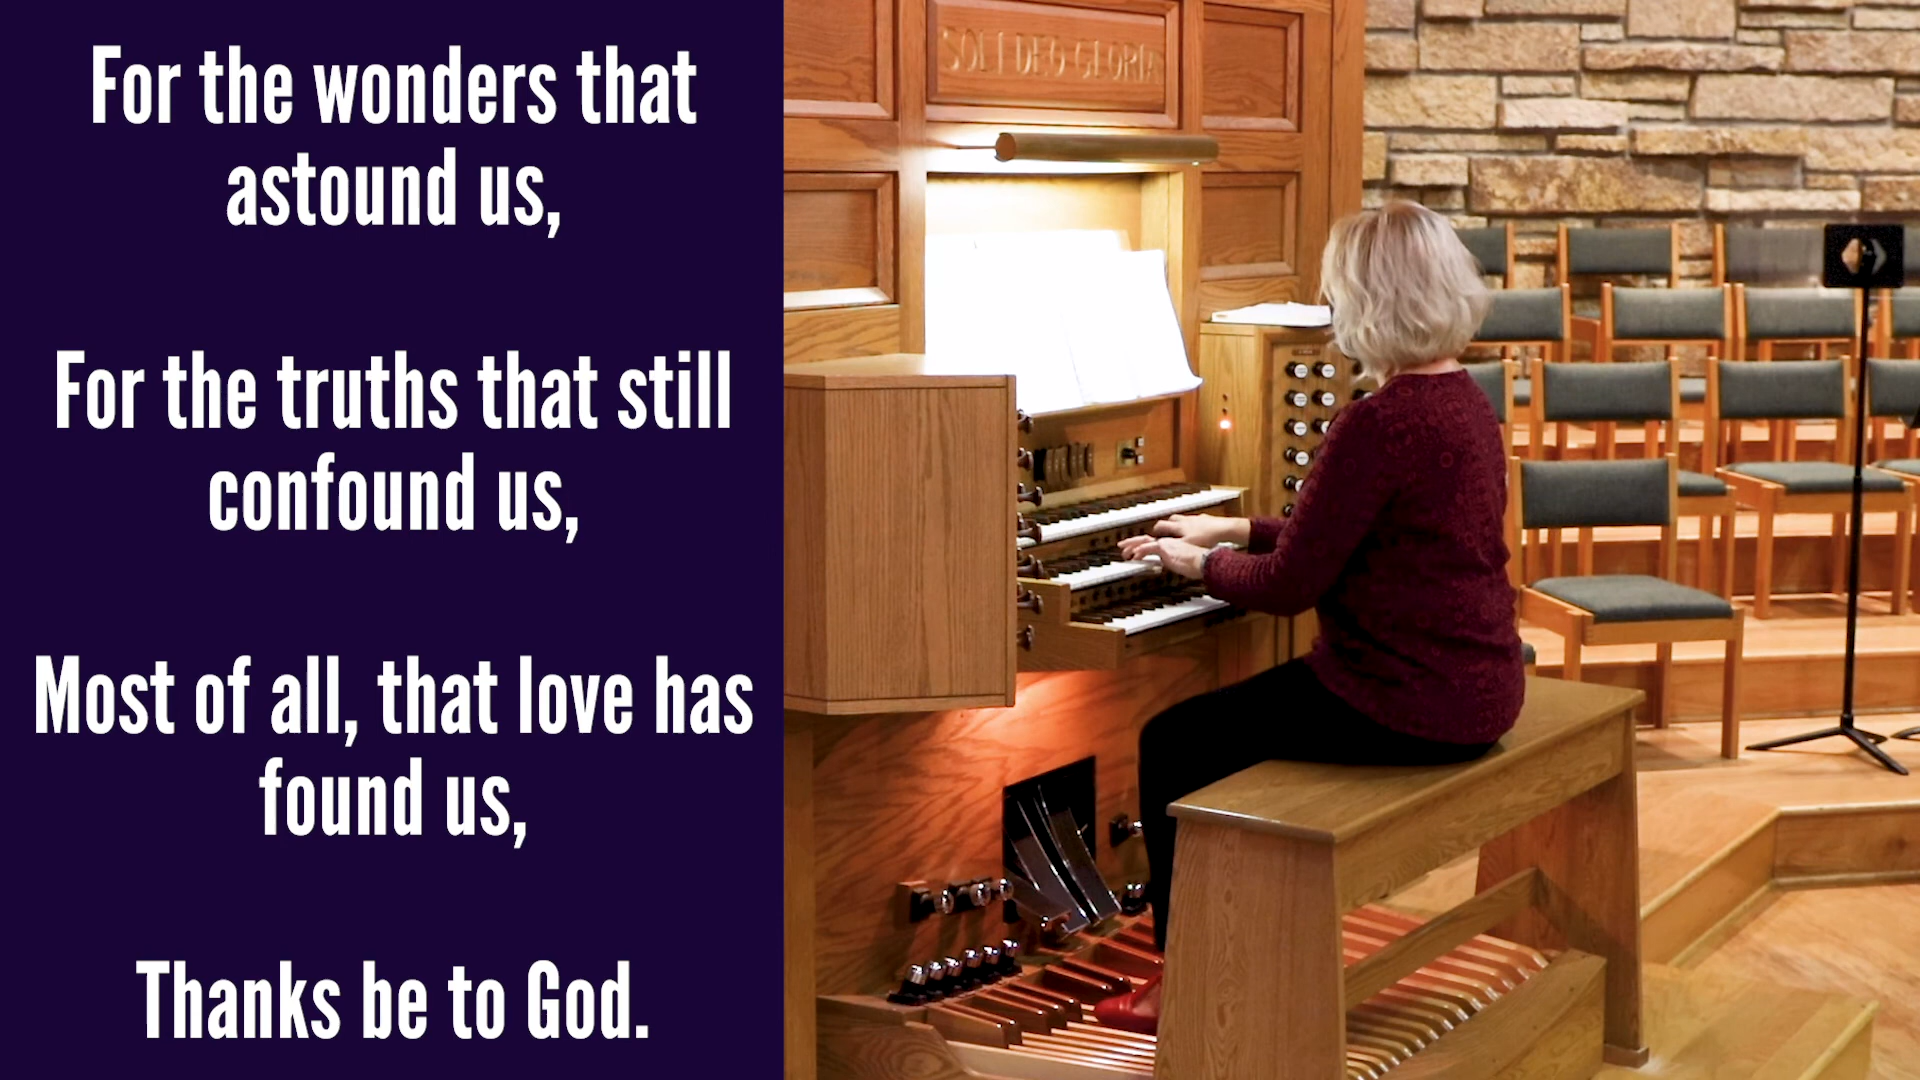 For the wonders that
astound us,
For the truths that still
confound us,
Most of all, that love has
found us,
Thanks be to God.
SOLI DEO GLORIA